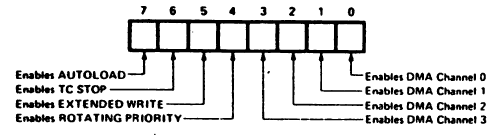 7 6 5 4 3 2 1 0
Enables AUTOLOAD
Enables TC STOP
Enables EXTENDED WRITE
Enables ROTATING PRIORITY
Enables DMA Channel 0
Enables DMA Channel 1
Enables DMA Channel 2
Enables DMA Channel 3